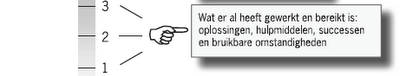 3
2
1
Wat er al heeft gewerkt en bereikt is:
oplossingen, hulpmiddelen, successen
en bruikbare omstandigheden